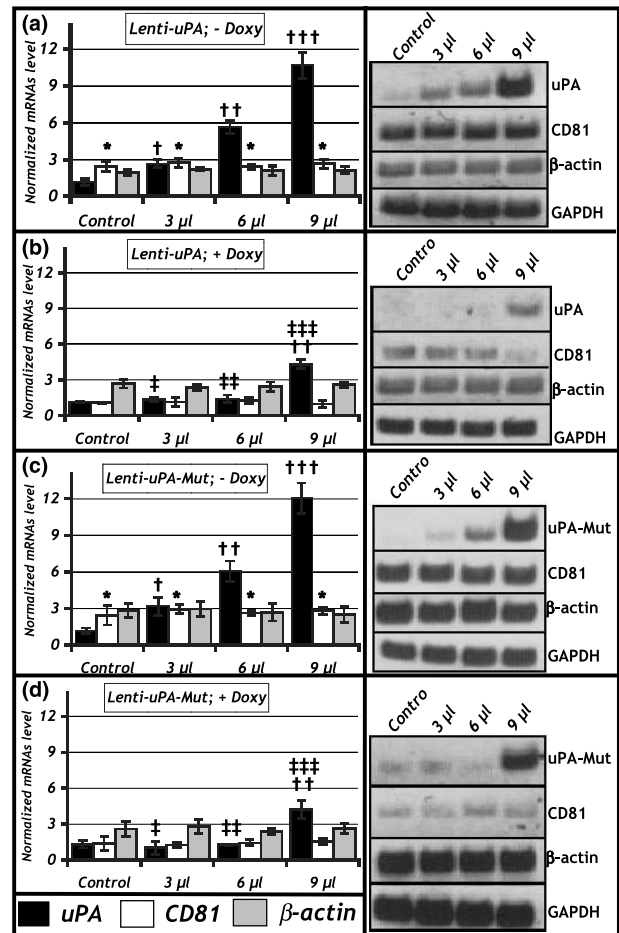 (a)
Lenti-uPA; - Doxy
Normalized mRNAs level
12
9
6
3
0
†††
††
* † * * *
Control 3 µl 6 µl 9 µl
Control 3 µl 6 µl 9 µl
uPA
CD81
β-actin
GAPDH
(b)
Lenti-uPA; + Doxy
Normalized mRNAs level
12
9
6
3
0
‡‡‡
††
‡ ‡‡
Control 3 µl 6 µl 9 µl
Contro 3 µl 6 µl 9 µl
uPA
CD81
β-actin
GAPDH
(c)
Lenti-uPA-Mut; - Doxy
Normalized mRNAs level
12
9
6
3
0
†††
††
* † * * *
Control 3 µl 6 µl 9 µl
Contro 3 µl 6 µl 9 µl
uPA-Mut
CD81
β-actin
GAPDH
(d)
Lenti-uPA-Mut; + Doxy
Normalized mRNAs level
12
9
6
3
0
‡‡‡
††
‡ ‡‡
Control 3 µl 6 µl 9 µl
Contro 3 µl 6 µl 9 µl
uPA-Mut
CD81
β-actin
GAPDH
uPA CD81 β-actin